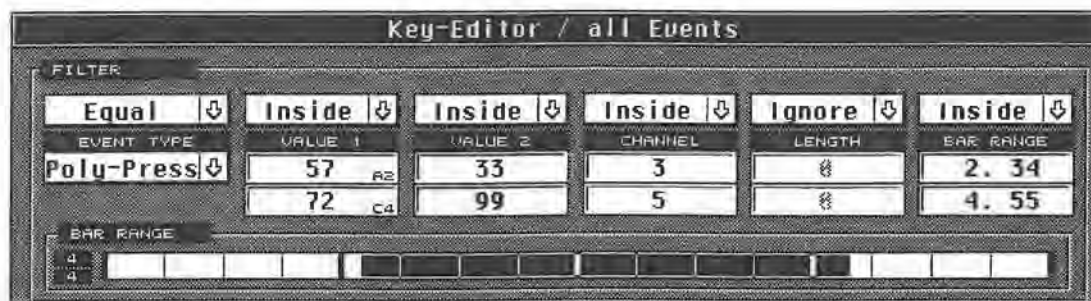 Key-Editor / all Events
FILTER
Equal Inside Inside Inside Ignore Inside
EVENT TYPE VALUE 1 VALUE 2 CHANNEL LENGTH BAR RANGE
Poly-Press 57 A2 33 3 0 2. 34
72 C4 99 5 0 4. 55
BAR RANGE
4
4